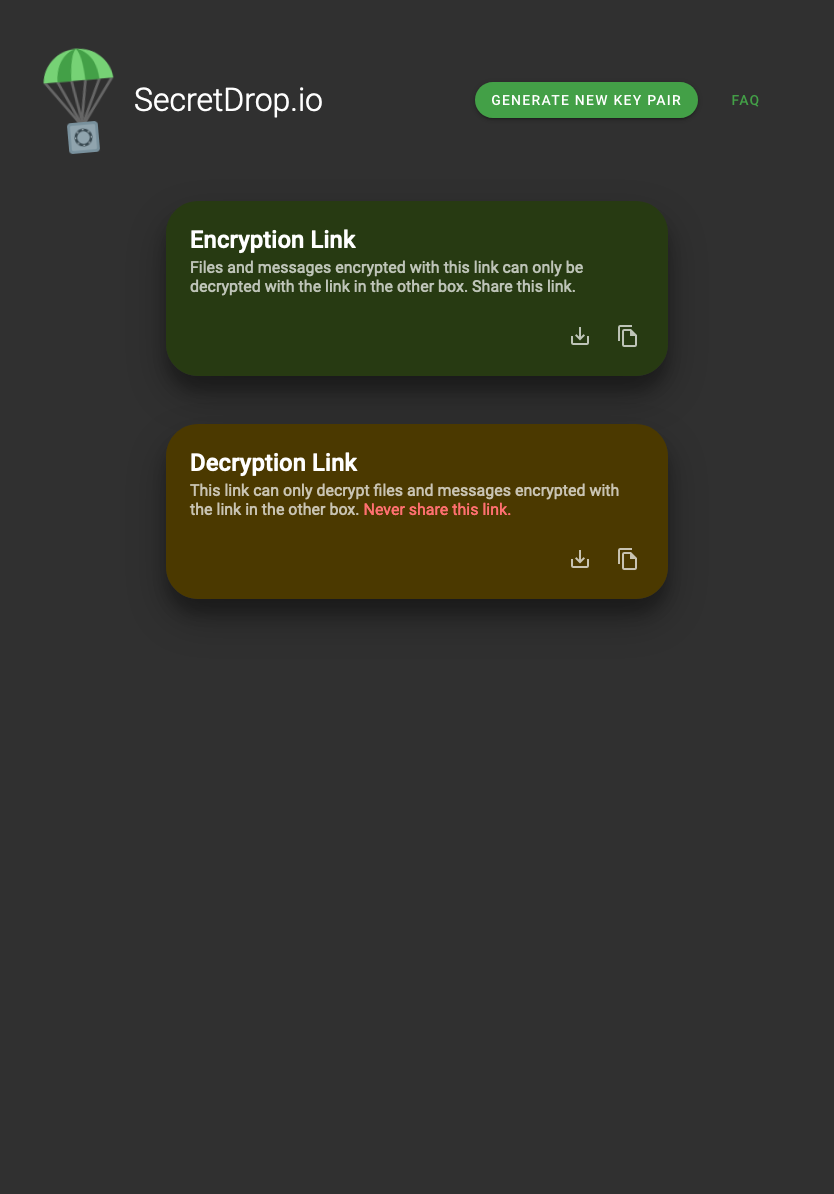 SecretDrop.io
GENERATE NEW KEY PAIR
FAQ
Encryption Link
Files and messages encrypted with this link can only be
decrypted with the link in the other box. Share this link.
Decryption Link
This link can only decrypt files and messages encrypted with
the link in the other box. Never share this link.